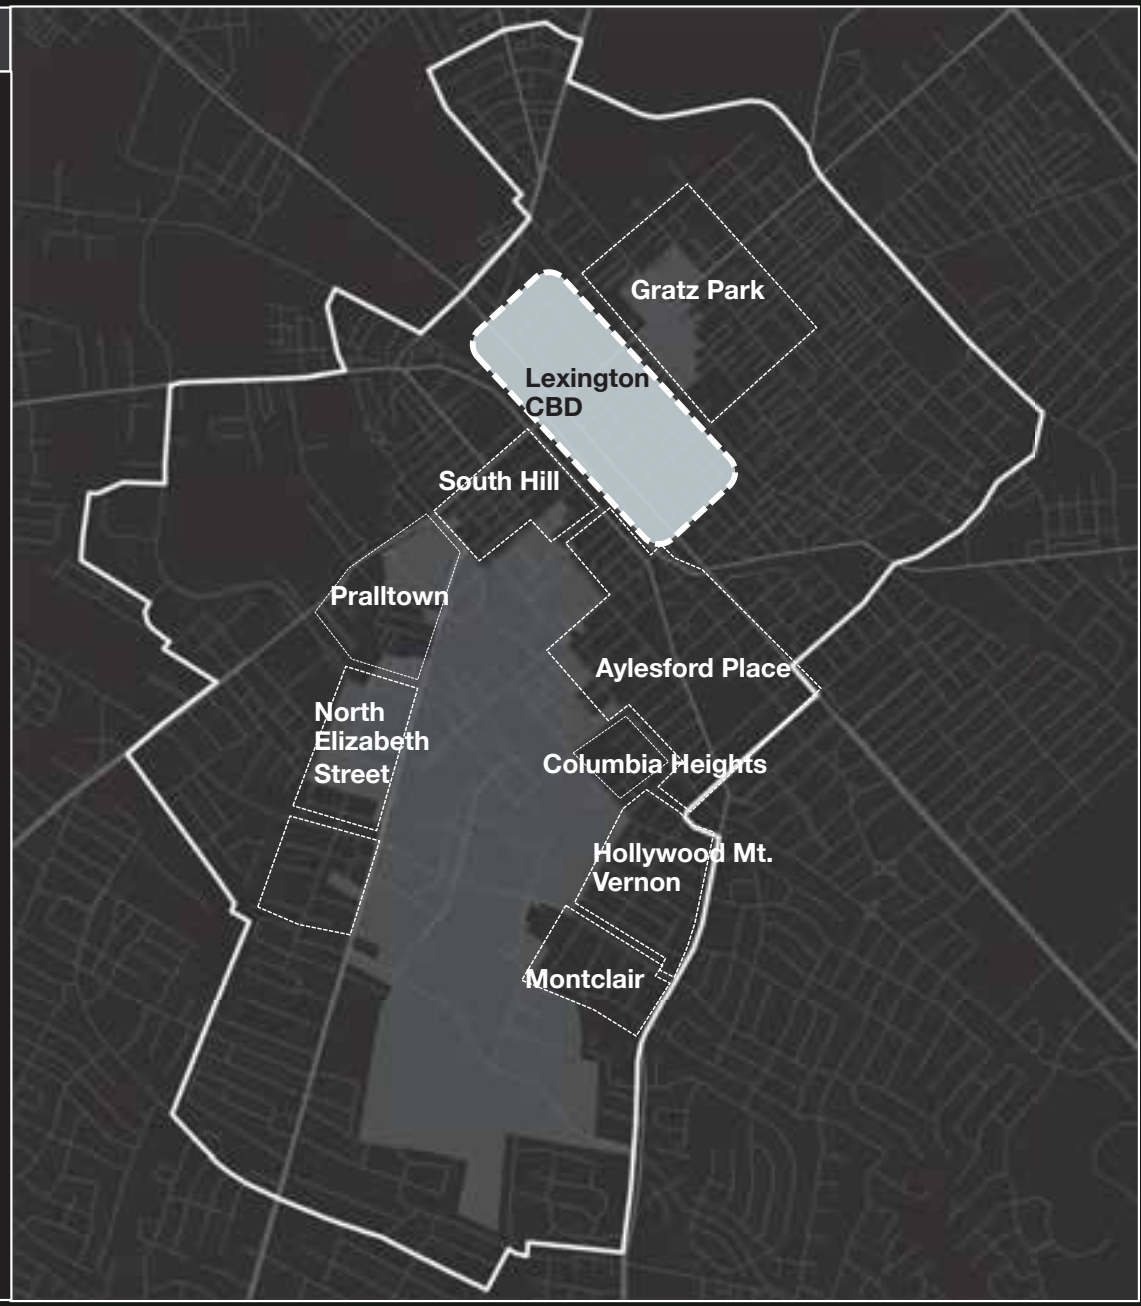 Gratz Park
Lexington
CBD
South Hill
Pralltown
Aylesford Place
North
Elizabeth
Street
Columbia Heights
Hollywood Mt.
Vernon
Montclair